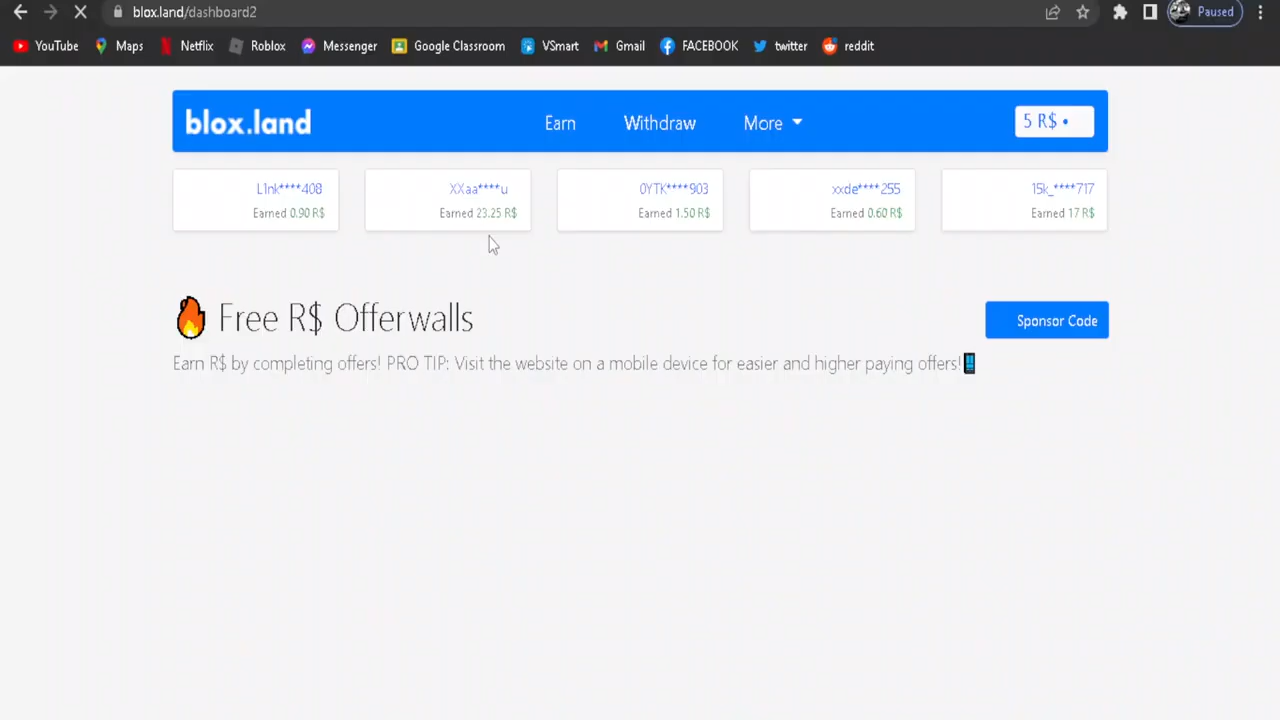 blox.land/dashboard2
Paused
YouTube Maps Netflix Roblox Messenger Google Classroom VSmart Gmail FACEBOOK twitter reddit
blox.land Earn Withdraw More 5 R$ •
L1nk****408 XXaa****u 0YTK****903 xxde****255 15k_****717
Earned 0.90 R$ Earned 23.25 R$ Earned 1.50 R$ Earned 0.60 R$ Earned 17 R$
Free R$ Offerwalls
Sponsor Code
Earn R$ by completing offers! PRO TIP: Visit the website on a mobile device for easier and higher paying offers!